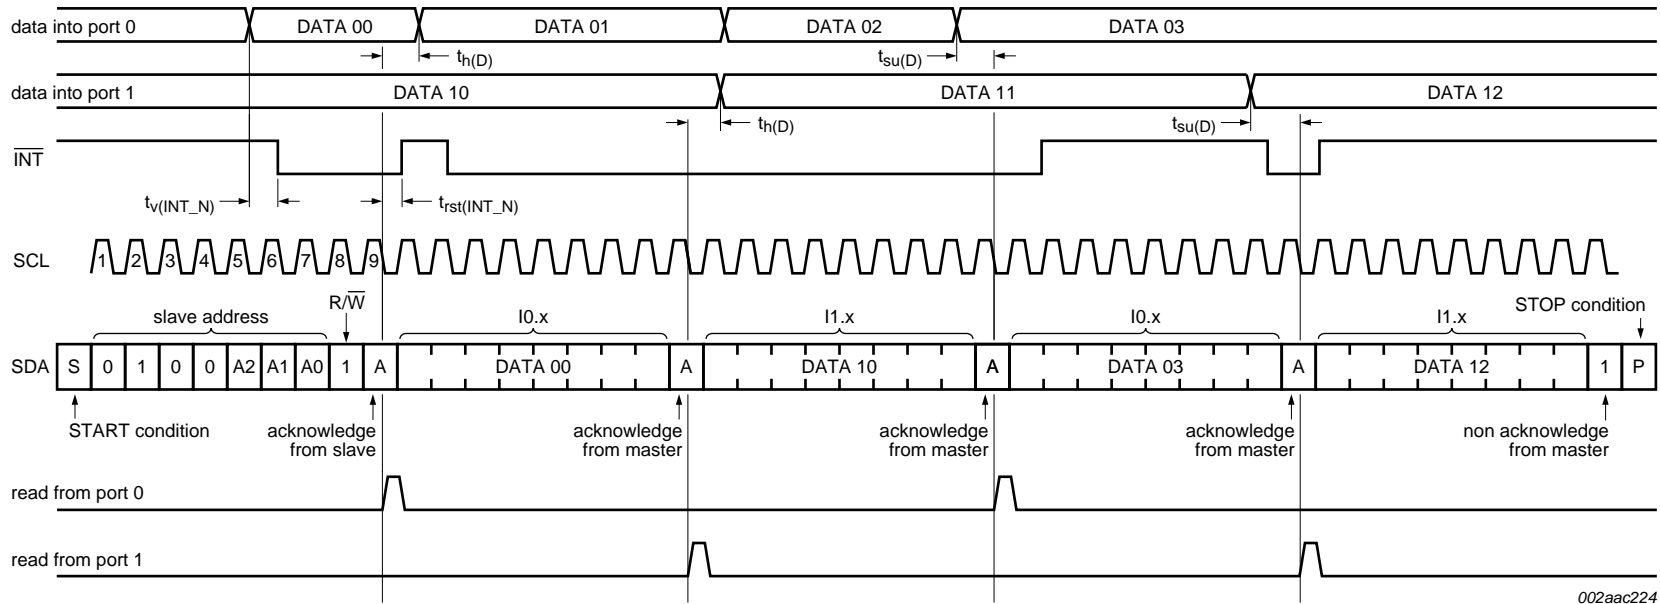 data into port 0 DATA 00 DATA 01 DATA 02 DATA 03
th(D) tsu(D)
data into port 1 DATA 10 DATA 11 DATA 12
th(D) tsu(D)
INT
tv(INT_N) trst(INT_N)
SCL 1 2 3 4 5 6 7 8 9
R/W STOP condition
slave address I0.x I1.x I0.x I1.x
SDA S 0 1 0 0 A2 A1 A0 1 A DATA 00 A DATA 10 A DATA 03 A DATA 12 1 P
START condition acknowledge acknowledge acknowledge acknowledge non acknowledge
from slave from master from master from master from master
read from port 0
read from port 1
002aac224